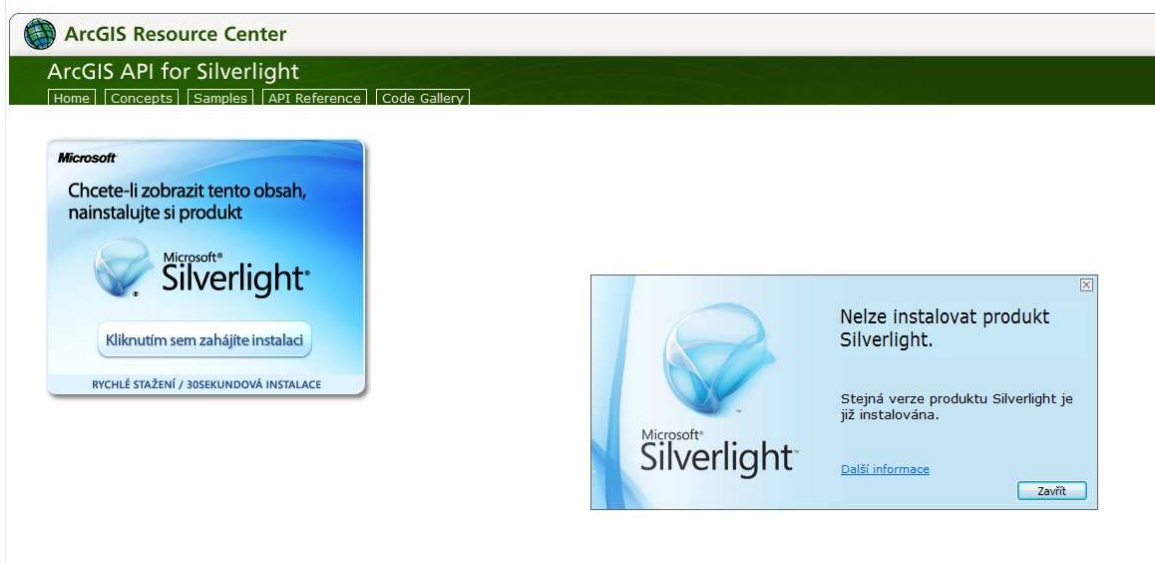 ArcGIS Resource Center
ArcGIS API for Silverlight
Home Concepts Samples API Reference Code Gallery
Microsoft
Chcete-li zobrazit tento obsah,
nainstalujte si produkt
Microsoft®
Silverlight®
Kliknutím sem zahájíte instalaci
RYCHLÉ STAŽENÍ / 30SEKUNDOVÁ INSTALACE
Microsoft®
Silverlight™
Nelze instalovat produkt
Silverlight.
Stejná verze produktu Silverlight je
již instalována.
Další informace
Zavřít